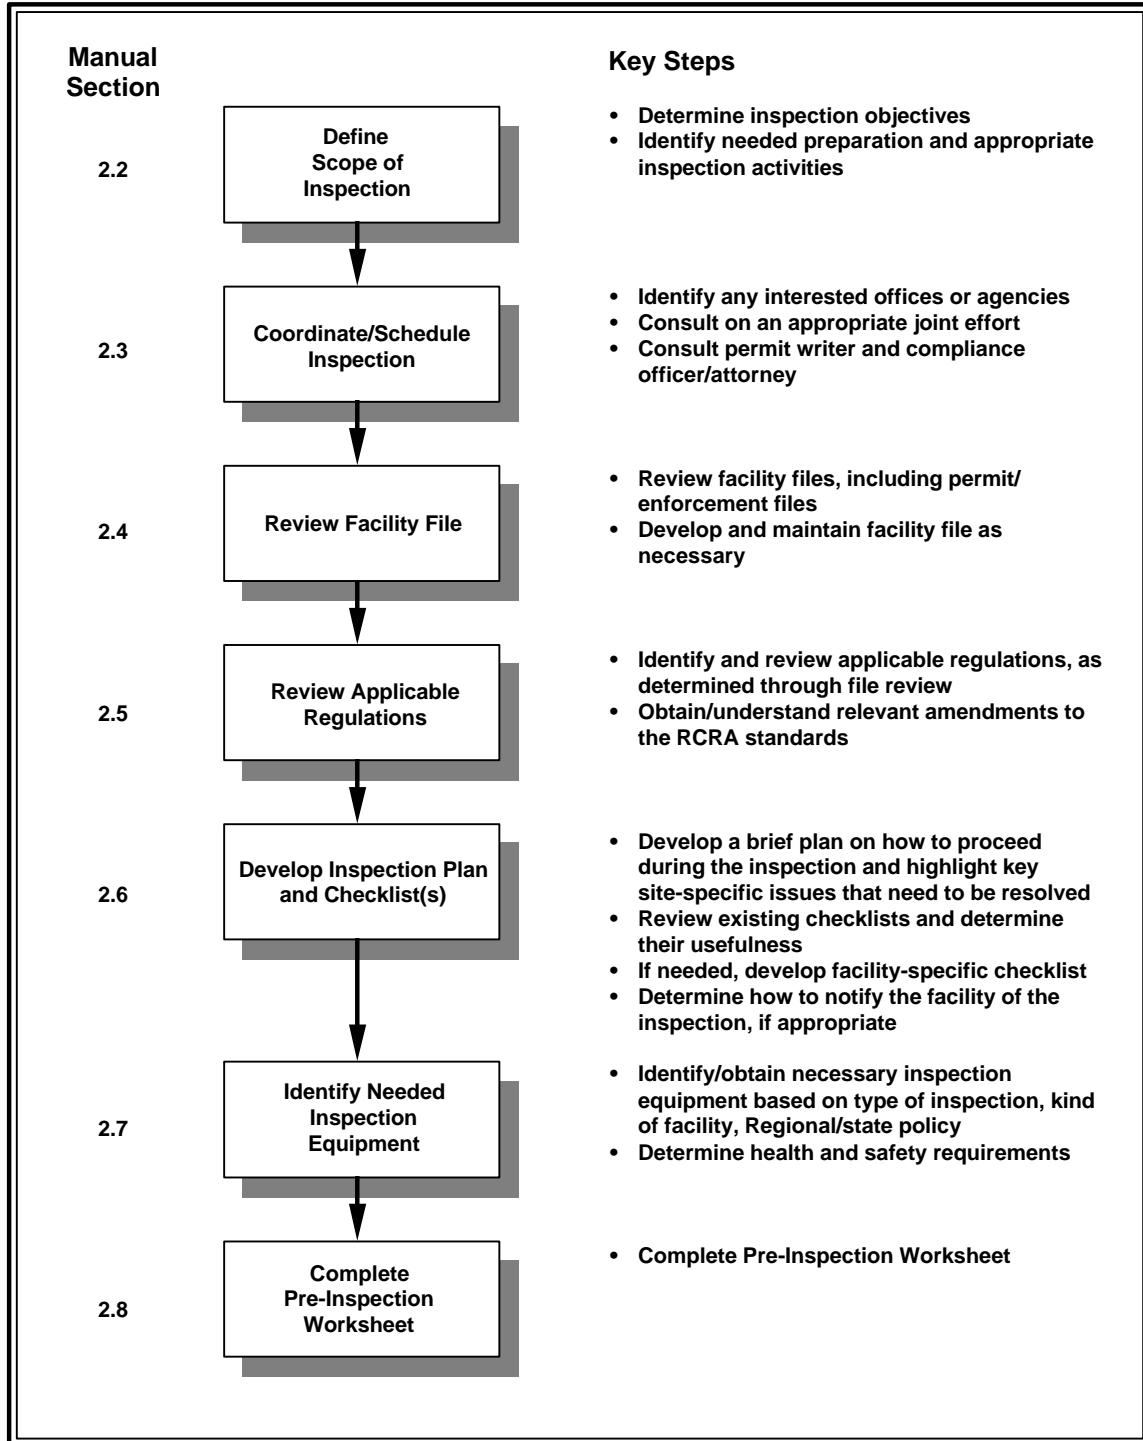 Manual
Section
Key Steps
2.2
Define
Scope of
Inspection
• Determine inspection objectives
• Identify needed preparation and appropriate
inspection activities
2.3
Coordinate/Schedule
Inspection
• Identify any interested offices or agencies
• Consult on an appropriate joint effort
• Consult permit writer and compliance
officer/attorney
2.4
Review Facility File
• Review facility files, including permit/
enforcement files
• Develop and maintain facility file as
necessary
2.5
Review Applicable
Regulations
• Identify and review applicable regulations, as
determined through file review
• Obtain/understand relevant amendments to
the RCRA standards
2.6
Develop Inspection Plan
and Checklist(s)
• Develop a brief plan on how to proceed
during the inspection and highlight key
site-specific issues that need to be resolved
• Review existing checklists and determine
their usefulness
• If needed, develop facility-specific checklist
• Determine how to notify the facility of the
inspection, if appropriate
2.7
Identify Needed
Inspection
Equipment
• Identify/obtain necessary inspection
equipment based on type of inspection, kind
of facility, Regional/state policy
• Determine health and safety requirements
2.8
Complete
Pre-Inspection
Worksheet
• Complete Pre-Inspection Worksheet